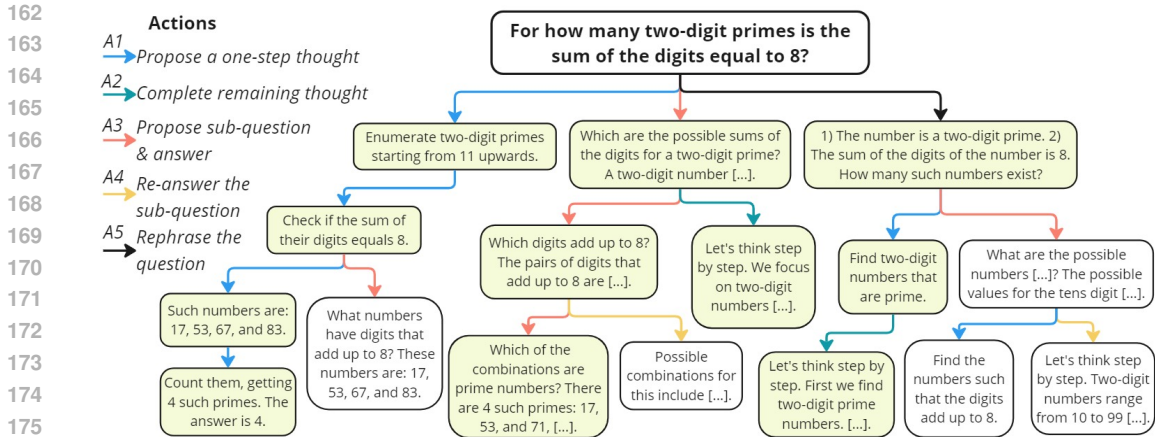 162
163
164
165
166
167
168
169
170
171
172
173
174
175
Actions
A1
Propose a one-step thought
A2
Complete remaining thought
A3
Propose sub-question
& answer
A4
Re-answer the
sub-question
A5
Rephrase the
question
For how many two-digit primes is the
sum of the digits equal to 8?
Enumerate two-digit primes
starting from 11 upwards.
Which are the possible sums of
the digits for a two-digit prime?
A two-digit number [...].
1) The number is a two-digit prime. 2)
The sum of the digits of the number is 8.
How many such numbers exist?
Check if the sum of
their digits equals 8.
Which digits add up to 8?
The pairs of digits that
add up to 8 are [...].
Let's think step
by step. We focus
on two-digit
numbers [...].
Find two-digit
numbers that
are prime.
What are the possible
numbers [...]? The possible
values for the tens digit [...].
Such numbers are:
17, 53, 67, and 83.
What numbers
have digits that
add up to 8? These
numbers are: 17,
53, 67, and 83.
Which of the
combinations are
prime numbers? There
are 4 such primes: 17,
53, and 71, [...].
Possible
combinations for
this include [...].
Let's think step by
step. First we find
two-digit prime
numbers. [...].
Find the
numbers such
that the digits
add up to 8.
Let's think step
by step. Two-digit
numbers range
from 10 to 99 [...].
Count them, getting
4 such primes. The
answer is 4.